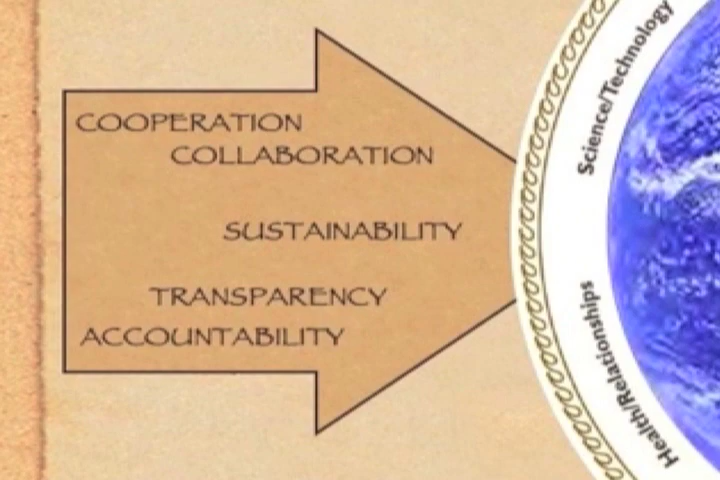 COOPERATION
COLLABORATION
SUSTAINABILITY
TRANSPARENCY
ACCOUNTABILITY
Science/Technology
Health/Relationships